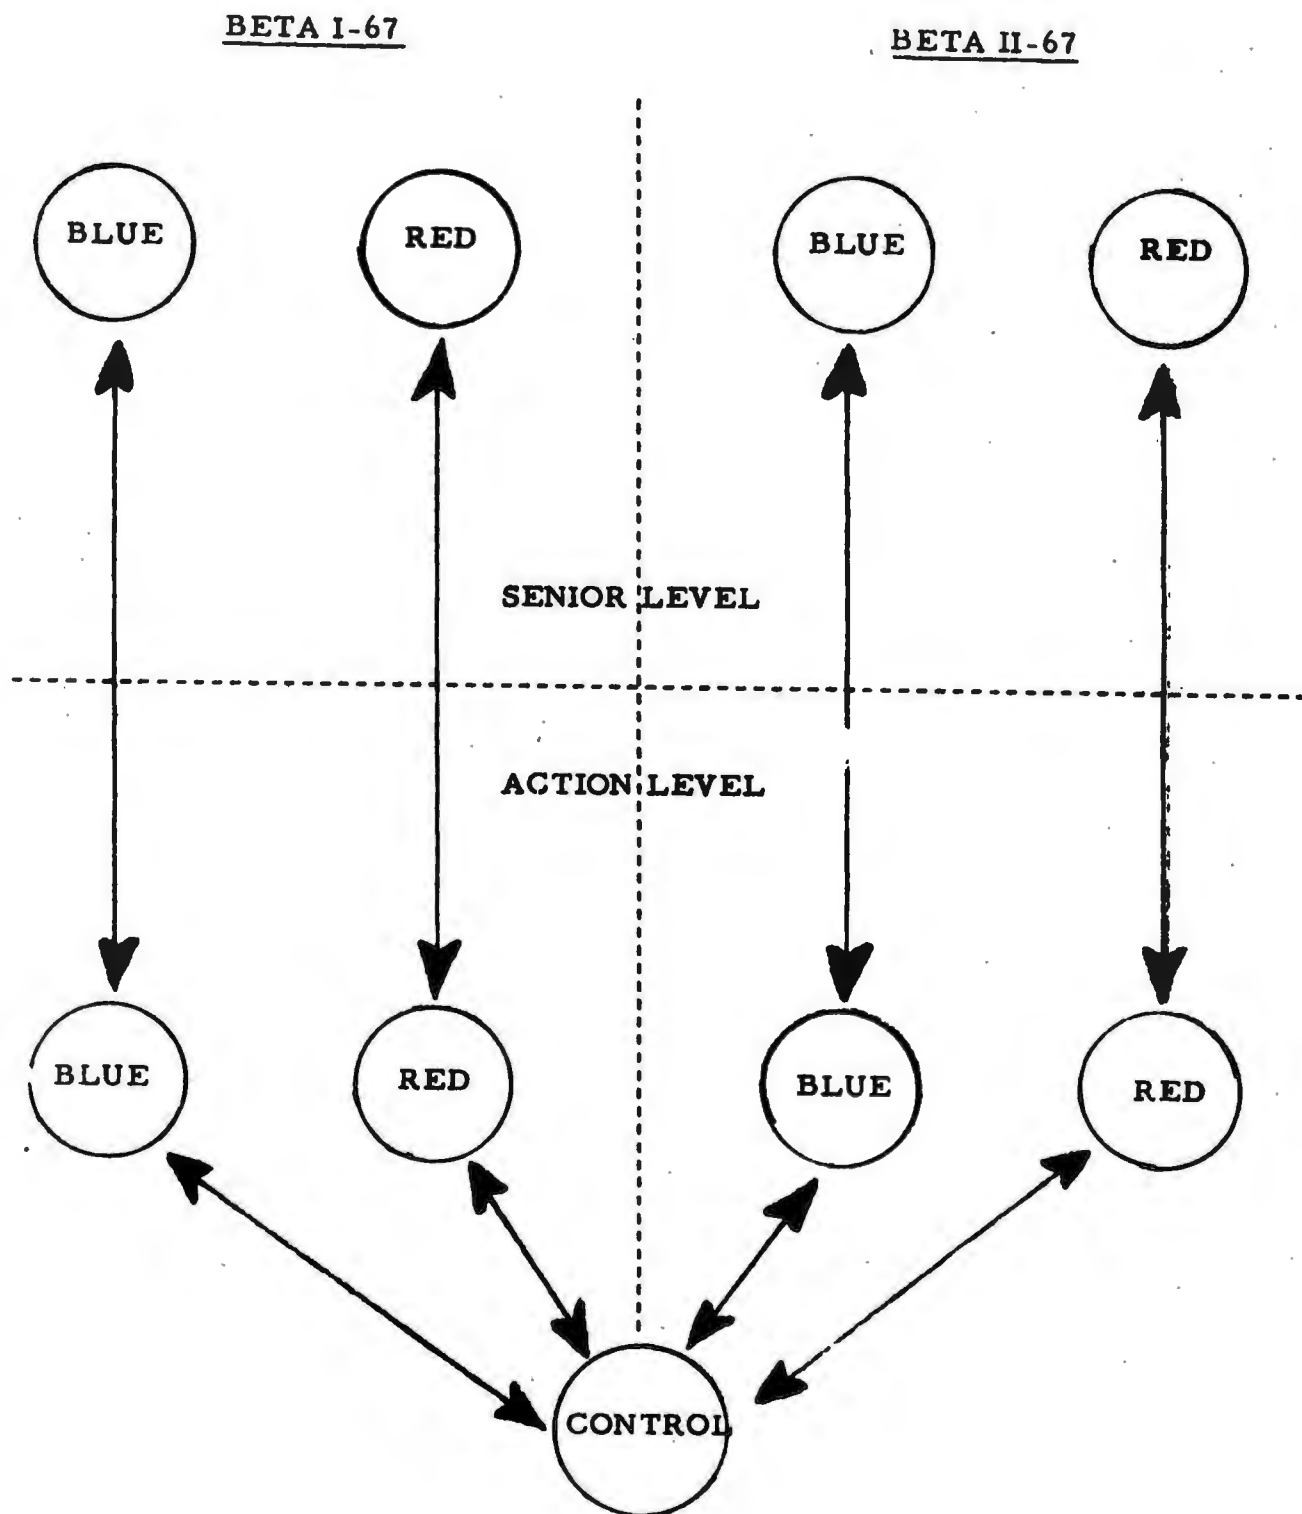 BETA I-67
BETA II-67
BLUE
RED
BLUE
RED
SENIOR LEVEL
ACTION LEVEL
BLUE
RED
BLUE
RED
CONTROL